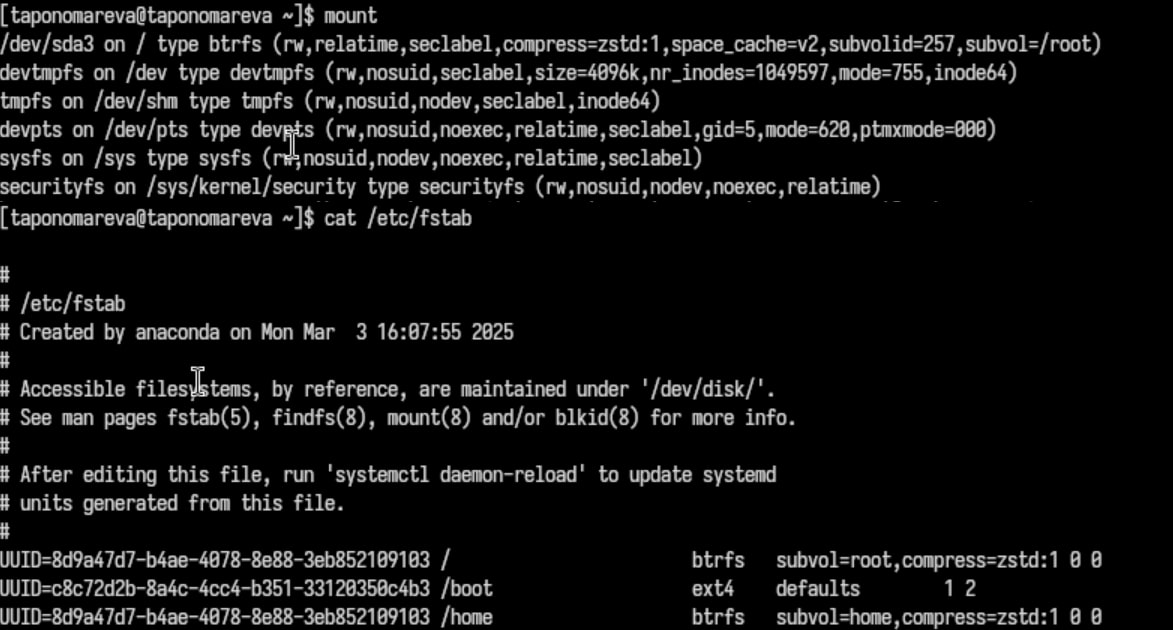 [taponomareva@taponomareva ~]$ mount
/dev/sda3 on / type btrfs (rw,relatime,seclabel,compress=zstd:1,space_cache=v2,subvolid=257,subvol=/root)
devtmpfs on /dev type devtmpfs (rw,nosuid,seclabel,size=4096k,nr_inodes=1049597,mode=755,inode64)
tmpfs on /dev/shm type tmpfs (rw,nosuid,nodev,seclabel,inode64)
devpts on /dev/pts type devpts (rw,nosuid,noexec,relatime,seclabel,gid=5,mode=620,ptmxmode=000)
sysfs on /sys type sysfs (rw,nosuid,nodev,noexec,relatime,seclabel)
securityfs on /sys/kernel/security type securityfs (rw,nosuid,nodev,noexec,relatime)
[taponomareva@taponomareva ~]$ cat /etc/fstab
#
# /etc/fstab
# Created by anaconda on Mon Mar  3 16:07:55 2025
#
# Accessible filesystems, by reference, are maintained under '/dev/disk/'.
# See man pages fstab(5), findfs(8), mount(8) and/or blkid(8) for more info.
#
# After editing this file, run 'systemctl daemon-reload' to update systemd
# units generated from this file.
#
UUID=8d9a47d7-b4ae-4078-8e88-3eb852109103 /                       btrfs   subvol=root,compress=zstd:1 0 0
UUID=c8c72d2b-8a4c-4cc4-b351-33120350c4b3 /boot                   ext4    defaults        1 2
UUID=8d9a47d7-b4ae-4078-8e88-3eb852109103 /home                   btrfs   subvol=home,compress=zstd:1 0 0